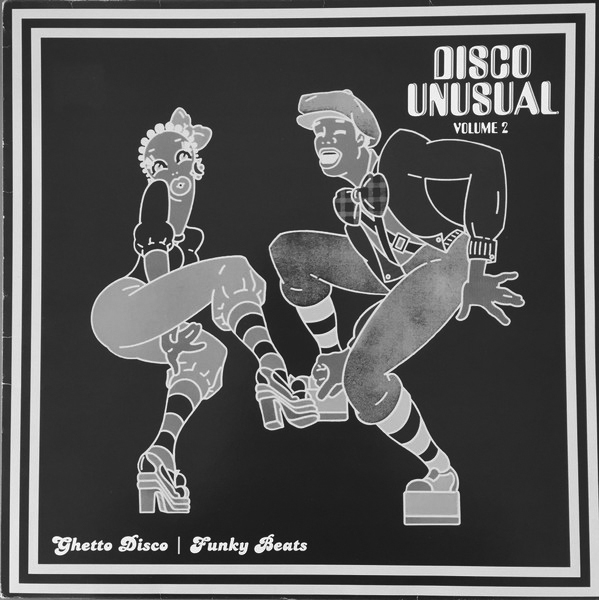 DISCO
UNUSUAL
VOLUME 2
Ghetto Disco | Funky Beats